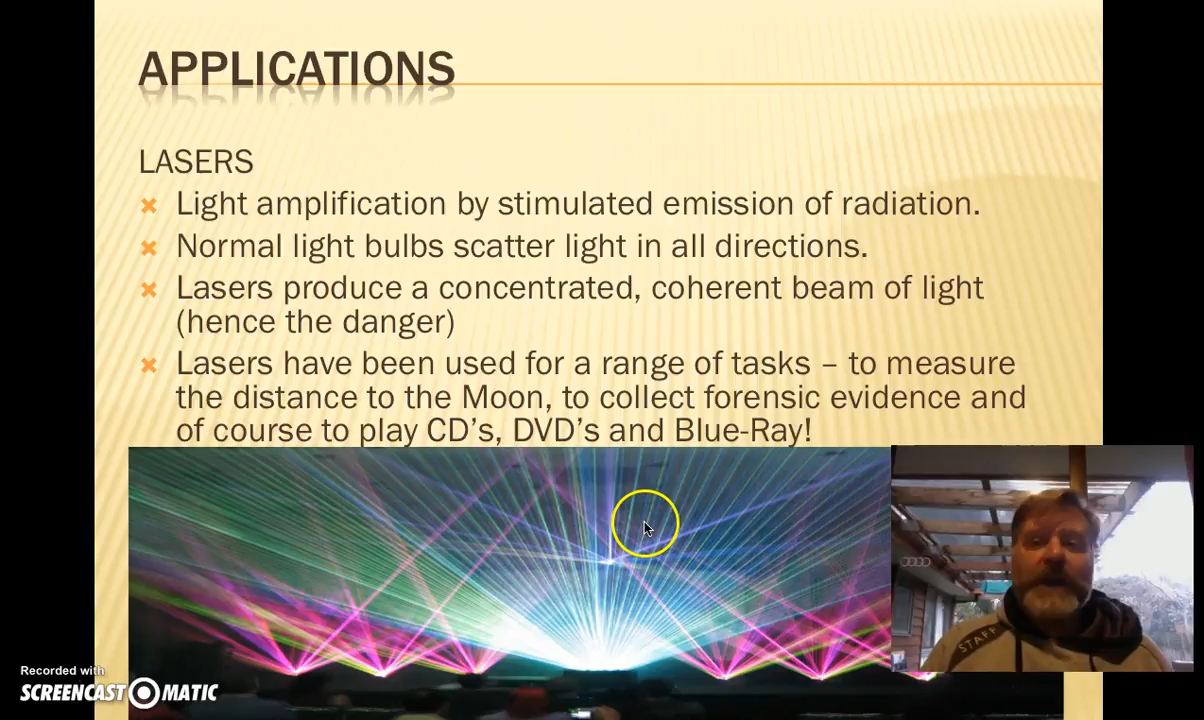 APPLICATIONS
LASERS
Light amplification by stimulated emission of radiation.
Normal light bulbs scatter light in all directions.
Lasers produce a concentrated, coherent beam of light
(hence the danger)
Lasers have been used for a range of tasks – to measure
the distance to the Moon, to collect forensic evidence and
of course to play CD’s, DVD’s and Blue-Ray!
STAFF
Recorded with
SCREENCAST MATIC